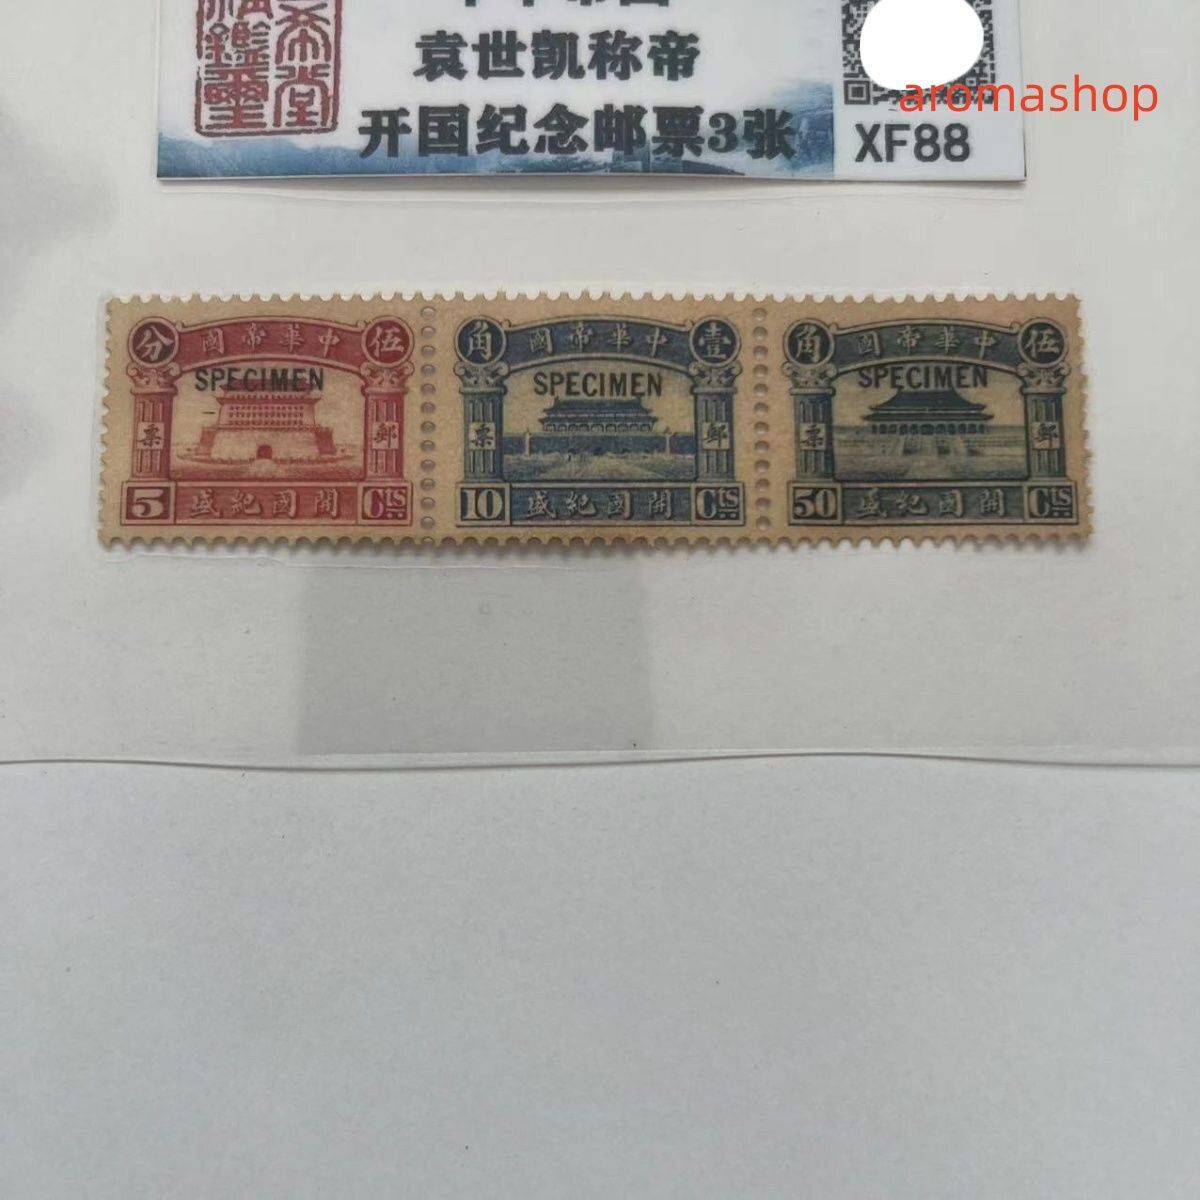 袁世凯称帝
开国纪念邮票3张
XF88
aromashop
分 國帝華中 伍
SPECIMEN
票 郵
5 盛紀國開 Cts
角 國帝華中 壹
SPECIMEN
票 郵
10 盛紀國開 Cts
角 國帝華中 伍
SPECIMEN
票 郵
50 盛紀國開 Cts